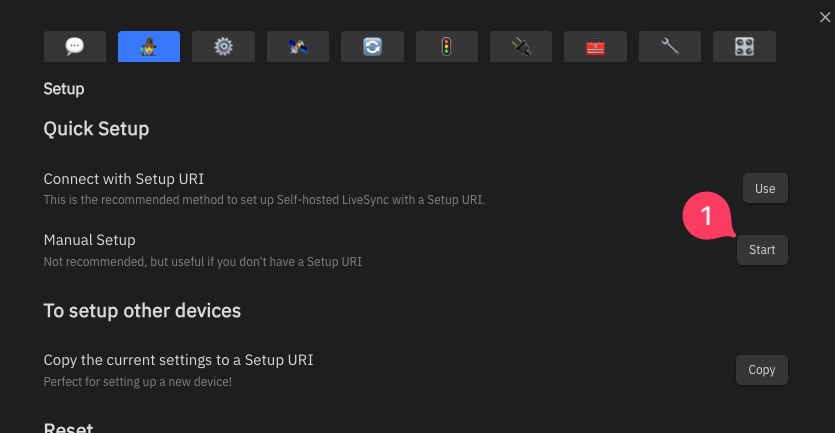 Setup
Quick Setup
Connect with Setup URI
This is the recommended method to set up Self-hosted LiveSync with a Setup URI.
Use
1
Manual Setup
Not recommended, but useful if you don't have a Setup URI
Start
To setup other devices
Copy the current settings to a Setup URI
Perfect for setting up a new device!
Copy
Reset